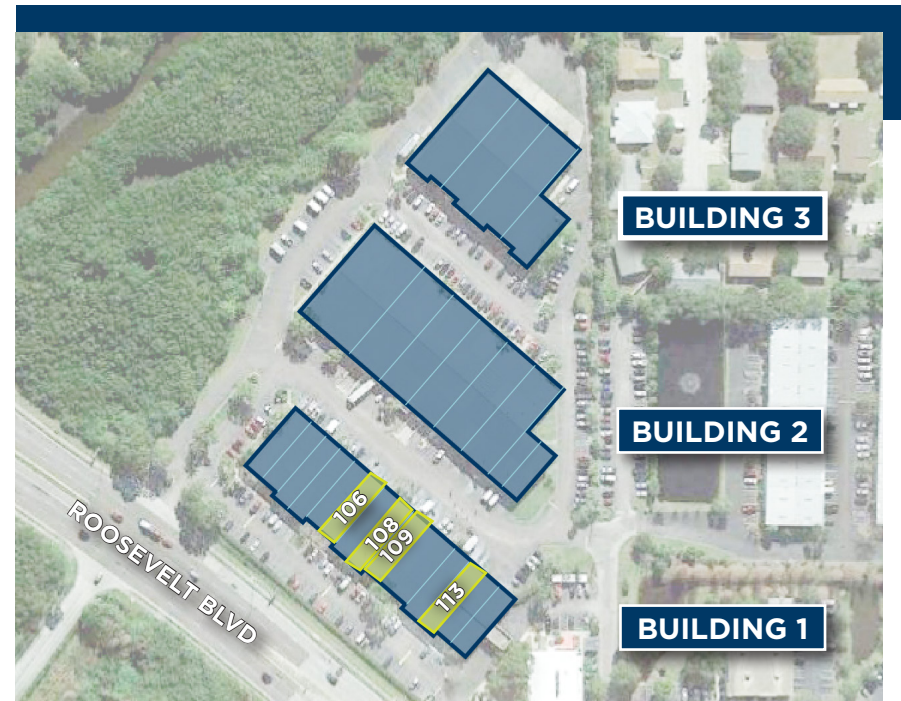 BUILDING 3
BUILDING 2
106
108
109
ROOSEVELT BLVD
113
BUILDING 1